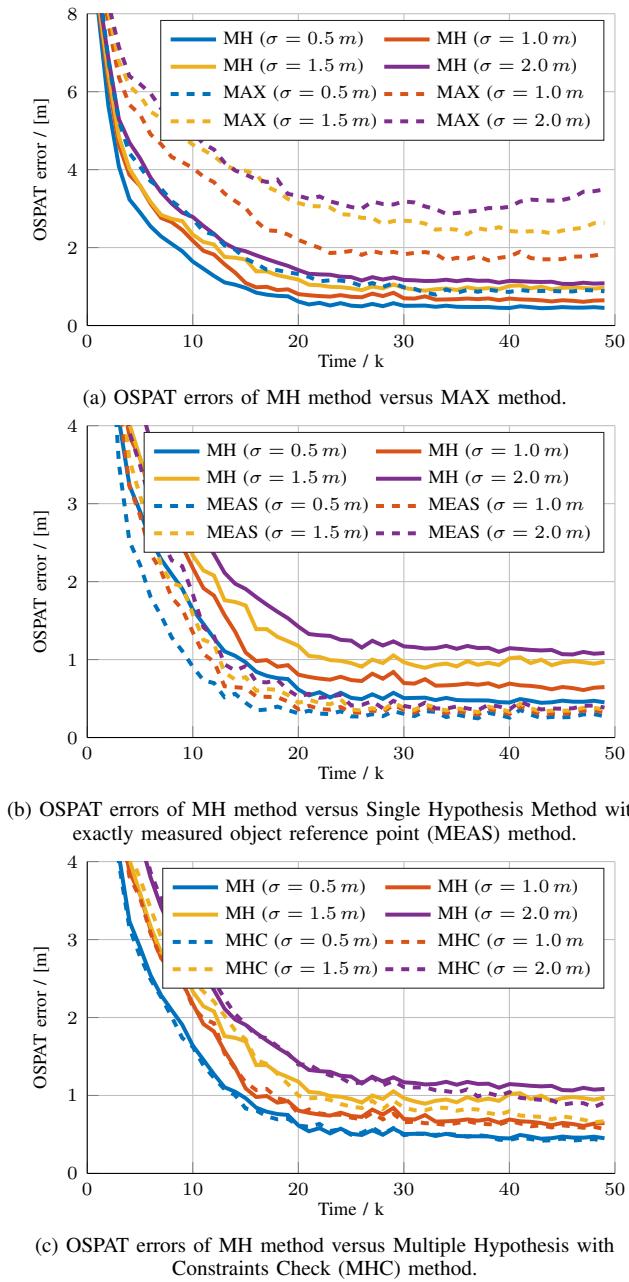 8
6
4
2
0
OSPAT error / [m]
MH (σ = 0.5 m) MH (σ = 1.0 m)
MH (σ = 1.5 m) MH (σ = 2.0 m)
MAX (σ = 0.5 m) MAX (σ = 1.0 m
MAX (σ = 1.5 m) MAX (σ = 2.0 m)
0 10 20 30 40 50
Time / k
(a) OSPAT errors of MH method versus MAX method.
4
3
2
1
0
OSPAT error / [m]
MH (σ = 0.5 m) MH (σ = 1.0 m)
MH (σ = 1.5 m) MH (σ = 2.0 m)
MEAS (σ = 0.5 m) MEAS (σ = 1.0 m
MEAS (σ = 1.5 m) MEAS (σ = 2.0 m)
0 10 20 30 40 50
Time / k
(b) OSPAT errors of MH method versus Single Hypothesis Method wit
exactly measured object reference point (MEAS) method.
4
3
2
1
0
OSPAT error / [m]
MH (σ = 0.5 m) MH (σ = 1.0 m)
MH (σ = 1.5 m) MH (σ = 2.0 m)
MHC (σ = 0.5 m) MHC (σ = 1.0 m
MHC (σ = 1.5 m) MHC (σ = 2.0 m)
0 10 20 30 40 50
Time / k
(c) OSPAT errors of MH method versus Multiple Hypothesis with
Constraints Check (MHC) method.